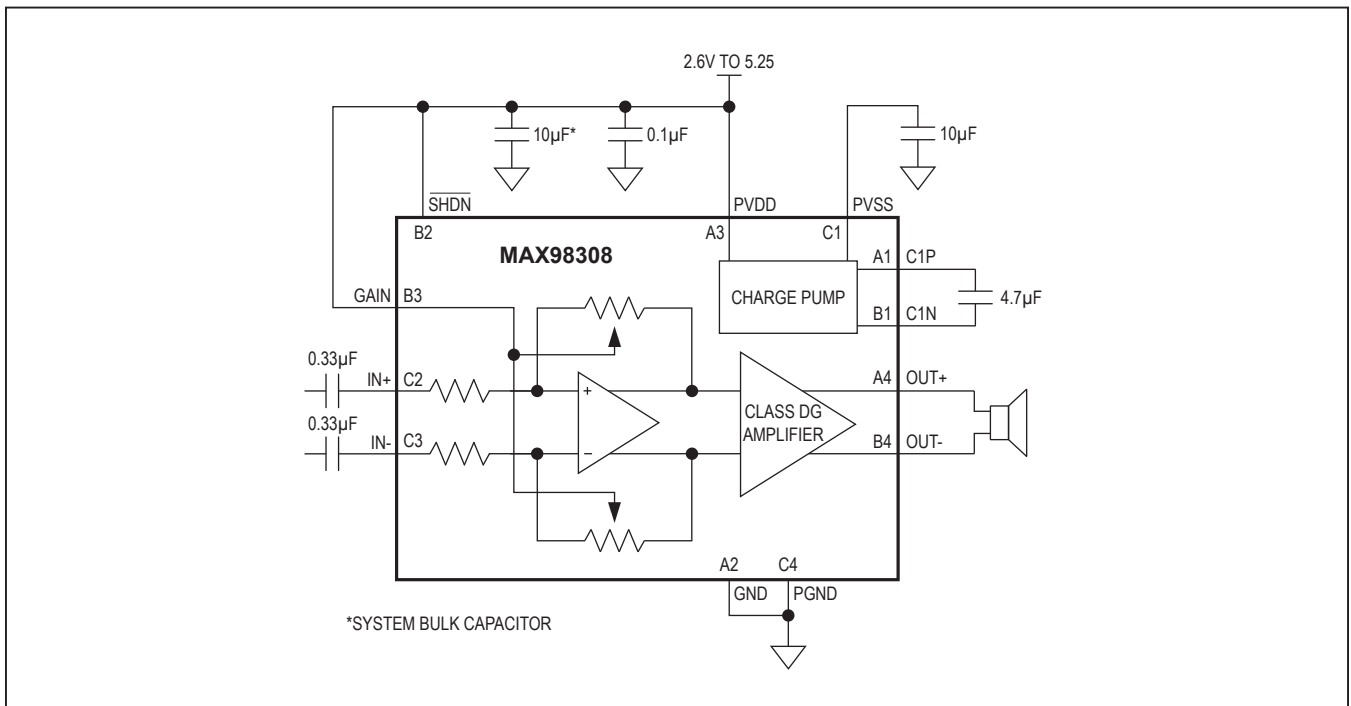 2.6V TO 5.25
10µF*
0.1µF
10µF
SHDN
PVDD
PVSS
B2
A3
C1
MAX98308
A1
C1P
CHARGE PUMP
4.7µF
GAIN
B3
B1
C1N
0.33µF
IN+
C2
+
A4
OUT+
CLASS DG
AMPLIFIER
0.33µF
IN-
C3
−
B4
OUT-
A2
C4
GND
PGND
*SYSTEM BULK CAPACITOR